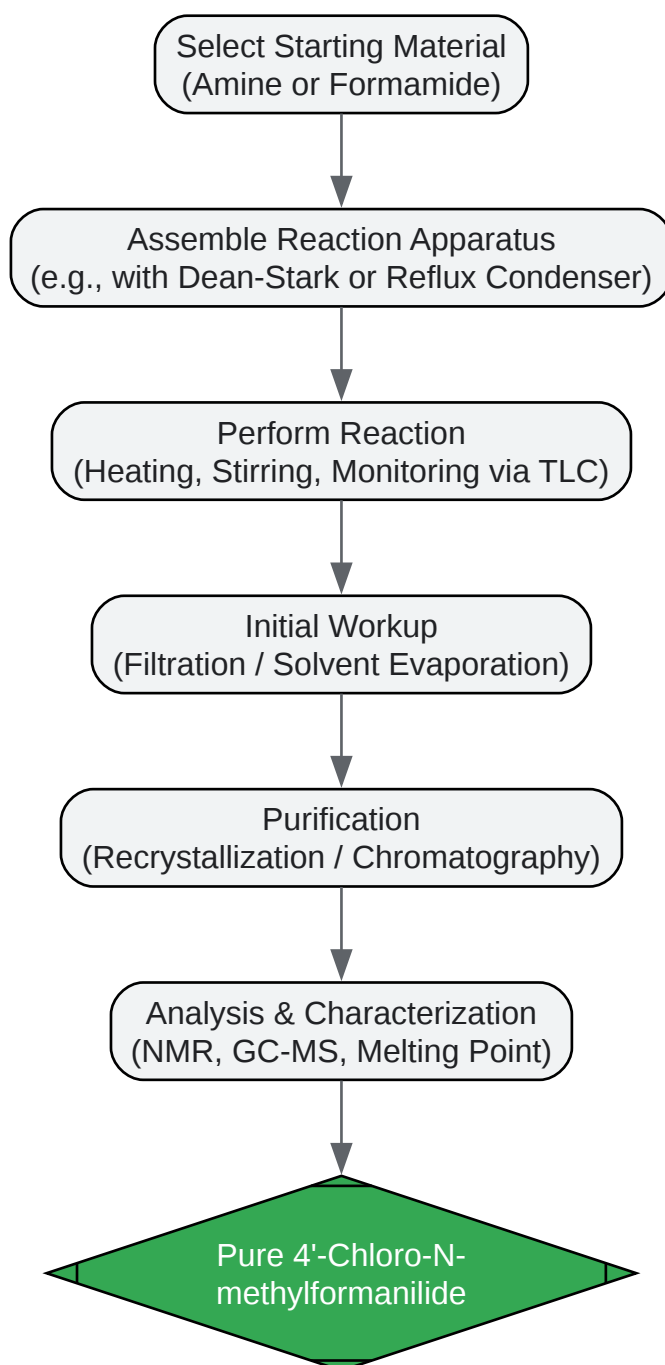 Select Starting Material
(Amine or Formamide)
Assemble Reaction Apparatus
(e.g., with Dean-Stark or Reflux Condenser)
Perform Reaction
(Heating, Stirring, Monitoring via TLC)
Initial Workup
(Filtration / Solvent Evaporation)
Purification
(Recrystallization / Chromatography)
Analysis & Characterization
(NMR, GC-MS, Melting Point)
Pure 4'-Chloro-N-
methylformanilide